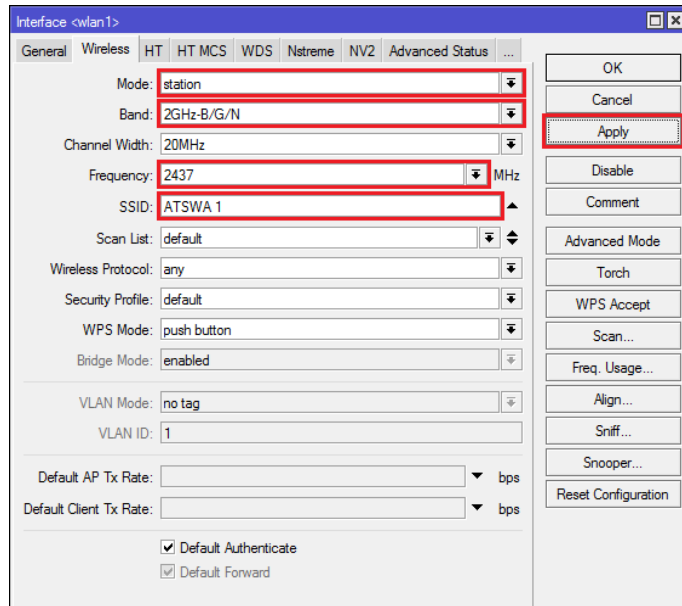 Interface <wlan1>
General Wireless HT HT MCS WDS Nstreme NV2 Advanced Status ...
Mode: station
Band: 2GHz-B/G/N
Channel Width: 20MHz
Frequency: 2437 MHz
SSID: ATSWA 1
Scan List: default
Wireless Protocol: any
Security Profile: default
WPS Mode: push button
Bridge Mode: enabled
VLAN Mode: no tag
VLAN ID: 1
Default AP Tx Rate: bps
Default Client Tx Rate: bps
Default Authenticate
Default Forward
OK
Cancel
Apply
Disable
Comment
Advanced Mode
Torch
WPS Accept
Scan...
Freq. Usage...
Align...
Sniff...
Snooper...
Reset Configuration